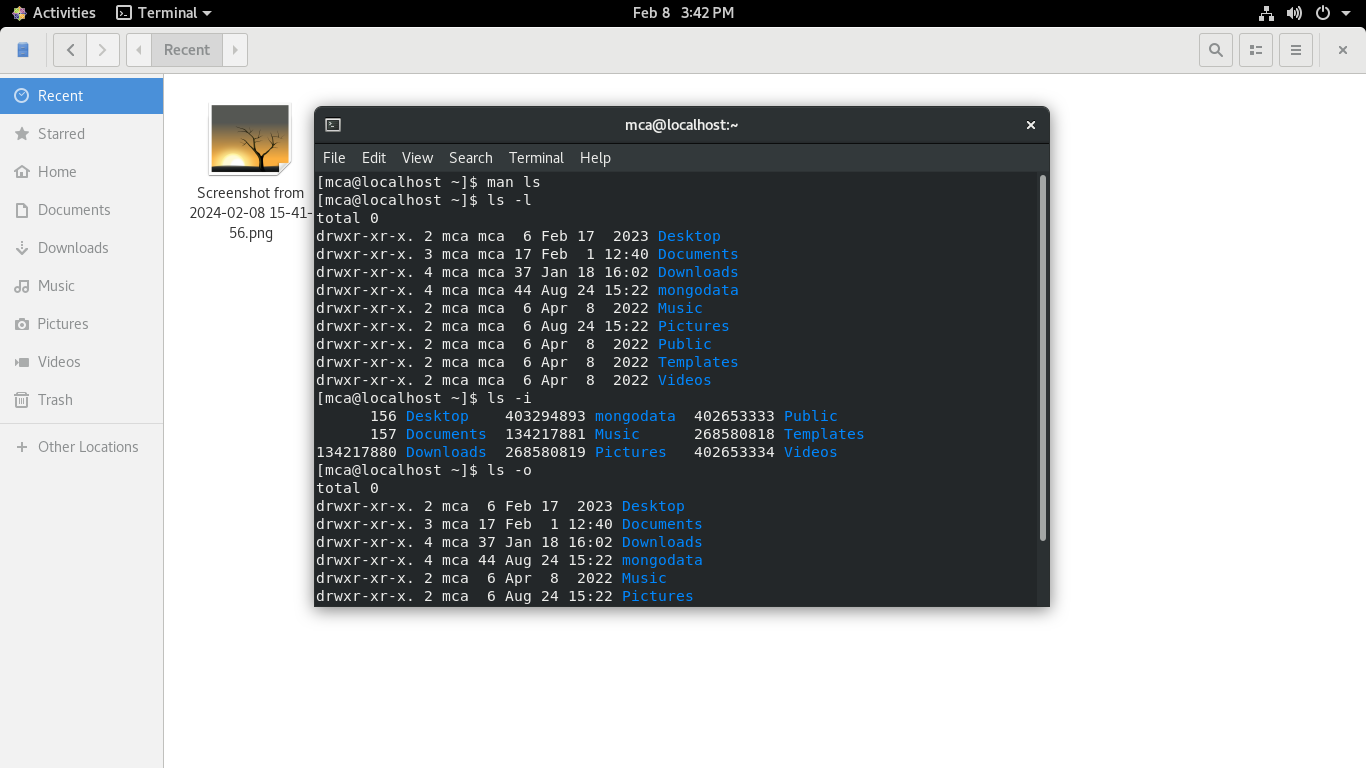 Activities Terminal Feb 8 3:42 PM
Recent
Recent
Starred
Home
Documents
Downloads
Music
Pictures
Videos
Trash
Other Locations
Screenshot from
2024-02-08 15-41-
56.png
mca@localhost:~
File Edit View Search Terminal Help
[mca@localhost ~]$ man ls
[mca@localhost ~]$ ls -l
total 0
drwxr-xr-x. 2 mca mca  6 Feb 17  2023 Desktop
drwxr-xr-x. 3 mca mca 17 Feb  1 12:40 Documents
drwxr-xr-x. 4 mca mca 37 Jan 18 16:02 Downloads
drwxr-xr-x. 4 mca mca 44 Aug 24 15:22 mongodata
drwxr-xr-x. 2 mca mca  6 Apr  8  2022 Music
drwxr-xr-x. 2 mca mca  6 Aug 24 15:22 Pictures
drwxr-xr-x. 2 mca mca  6 Apr  8  2022 Public
drwxr-xr-x. 2 mca mca  6 Apr  8  2022 Templates
drwxr-xr-x. 2 mca mca  6 Apr  8  2022 Videos
[mca@localhost ~]$ ls -i
      156 Desktop    403294893 mongodata  402653333 Public
      157 Documents  134217881 Music      268580818 Templates
134217880 Downloads  268580819 Pictures   402653334 Videos
[mca@localhost ~]$ ls -o
total 0
drwxr-xr-x. 2 mca  6 Feb 17  2023 Desktop
drwxr-xr-x. 3 mca 17 Feb  1 12:40 Documents
drwxr-xr-x. 4 mca 37 Jan 18 16:02 Downloads
drwxr-xr-x. 4 mca 44 Aug 24 15:22 mongodata
drwxr-xr-x. 2 mca  6 Apr  8  2022 Music
drwxr-xr-x. 2 mca  6 Aug 24 15:22 Pictures